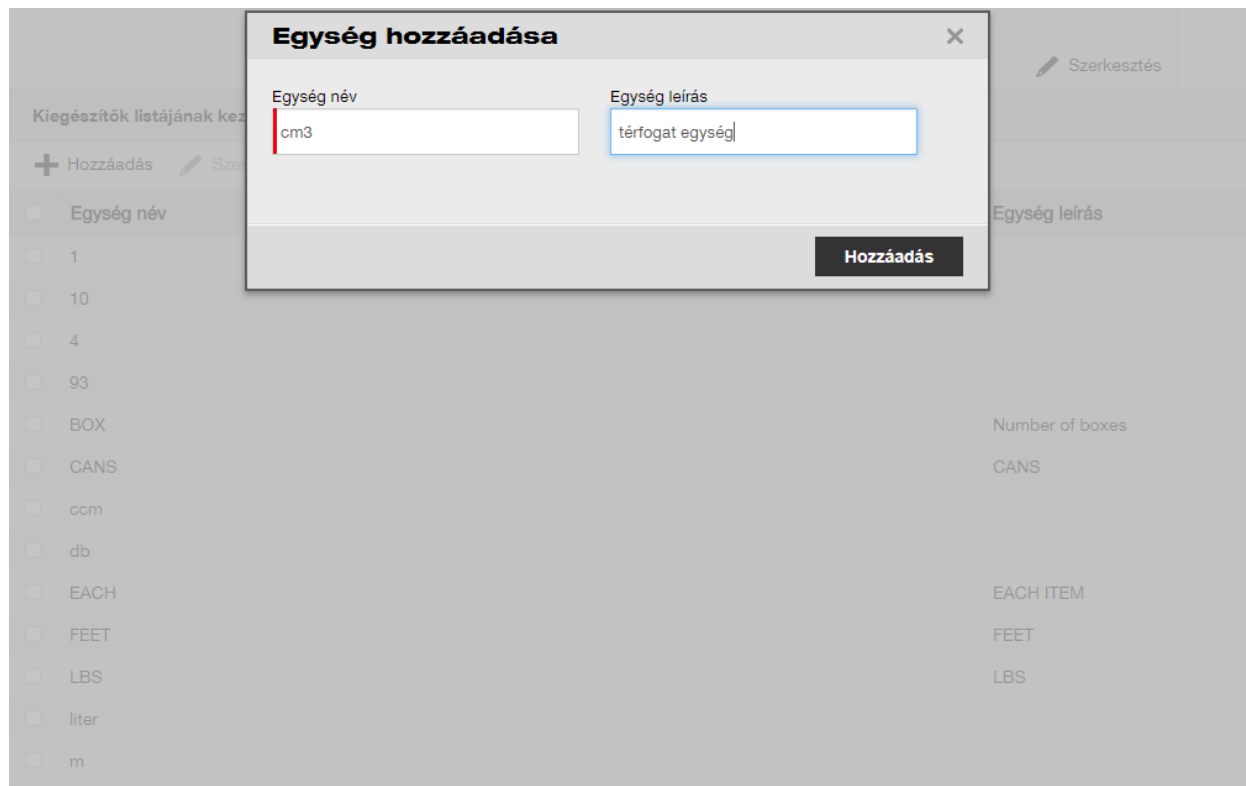 Egység hozzáadása
Szerkesztés
Egység név Egység leírás
cm3 térfogat egység
Kiegészítők listájának kez
Hozzáadás
Egység név Egység leírás
Hozzáadás
1
10
4
93
BOX Number of boxes
CANS CANS
ccm
db
EACH EACH ITEM
FEET FEET
LBS LBS
liter
m